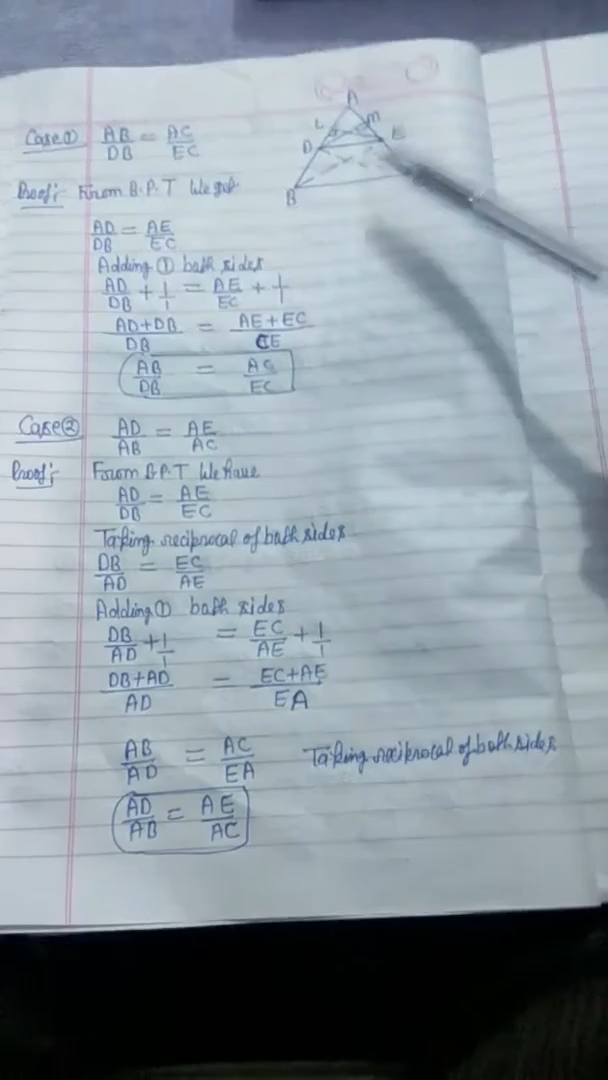 Case① AB/DB = AC/EC
A
L M
D E
B
Proof:- From B.P.T We get
AD/DB = AE/EC
Adding ① both sides
AD/DB + 1/1 = AE/EC + 1/1
AD+DB/DB = AE+EC/CE
AB/DB = AC/EC
Case② AD/AB = AE/AC
Proof:- From B.P.T We have
AD/DB = AE/EC
Taking reciprocal of both sides
DB/AD = EC/AE
Adding ① both sides
DB/AD + 1/1 = EC/AE + 1/1
DB+AD/AD = EC+AE/EA
AB/AD = AC/EA Taking reciprocal of both sides
AD/AB = AE/AC